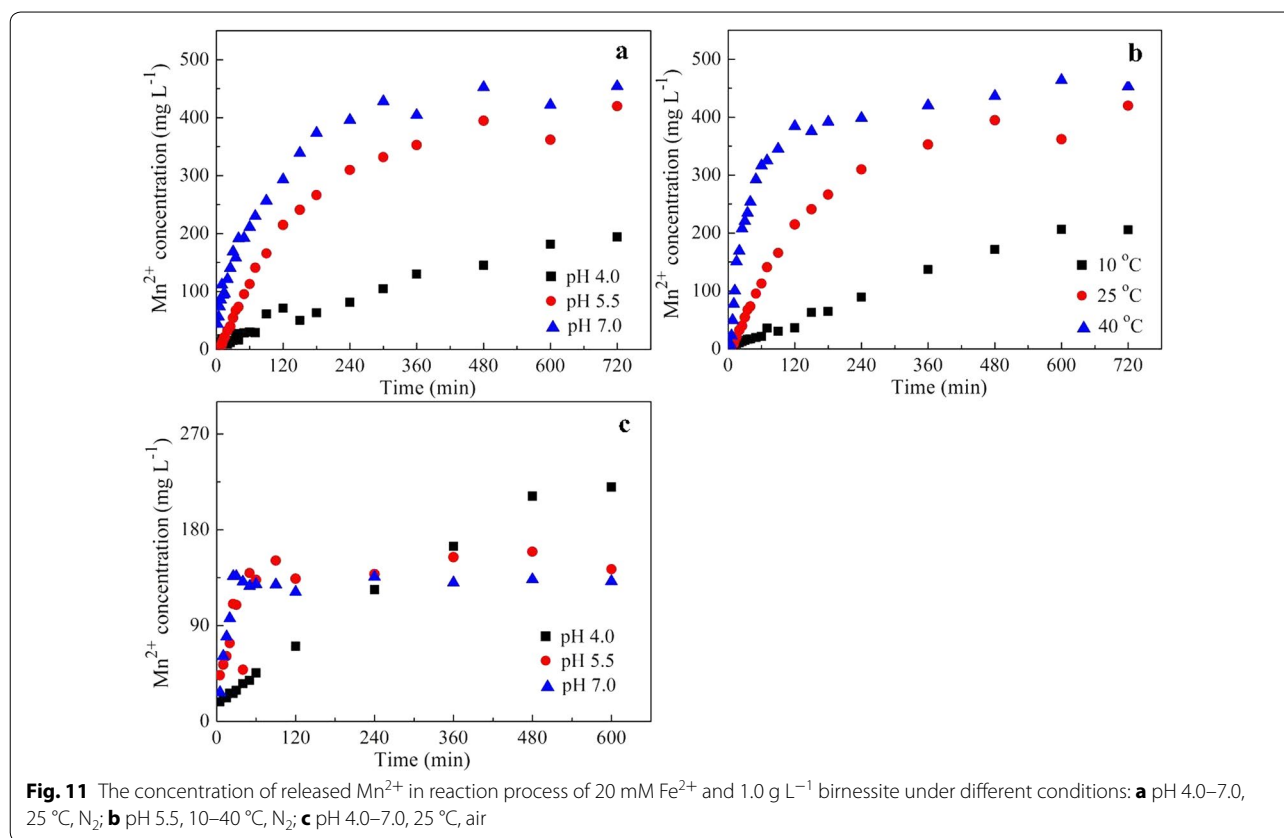 a
Mn²⁺ concentration (mg L⁻¹)
500
400
300
200
100
0
pH 4.0
pH 5.5
pH 7.0
0 120 240 360 480 600 720
Time (min)
b
Mn²⁺ concentration (mg L⁻¹)
500
400
300
200
100
0
10 °C
25 °C
40 °C
0 120 240 360 480 600 720
Time (min)
c
Mn²⁺ concentration (mg L⁻¹)
270
180
90
0
pH 4.0
pH 5.5
pH 7.0
0 120 240 360 480 600
Time (min)
Fig. 11 The concentration of released Mn²⁺ in reaction process of 20 mM Fe²⁺ and 1.0 g L⁻¹ birnessite under different conditions: a pH 4.0–7.0,
25 °C, N₂; b pH 5.5, 10–40 °C, N₂; c pH 4.0–7.0, 25 °C, air